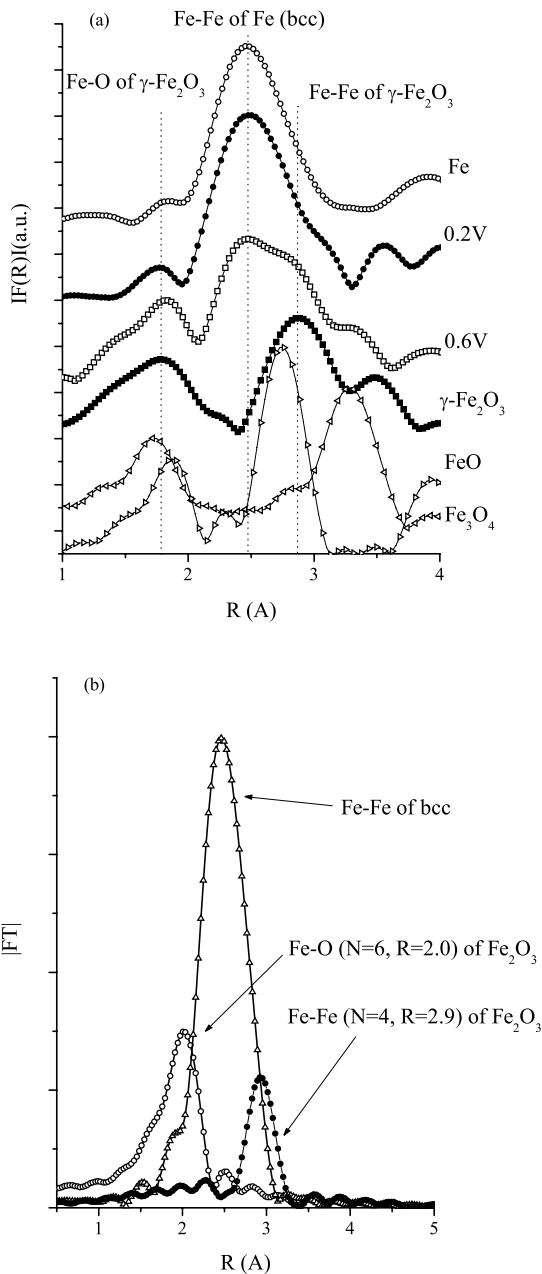 (a)
Fe-Fe of Fe (bcc)
Fe-O of γ-Fe₂O₃
Fe-Fe of γ-Fe₂O₃
Fe
0.2V
0.6V
γ-Fe₂O₃
FeO
Fe₃O₄
IF(R)I(a.u.)
1 2 3 4
R (A)
(b)
Fe-Fe of bcc
Fe-O (N=6, R=2.0) of Fe₂O₃
Fe-Fe (N=4, R=2.9) of Fe₂O₃
|FT|
1 2 3 4 5
R (A)